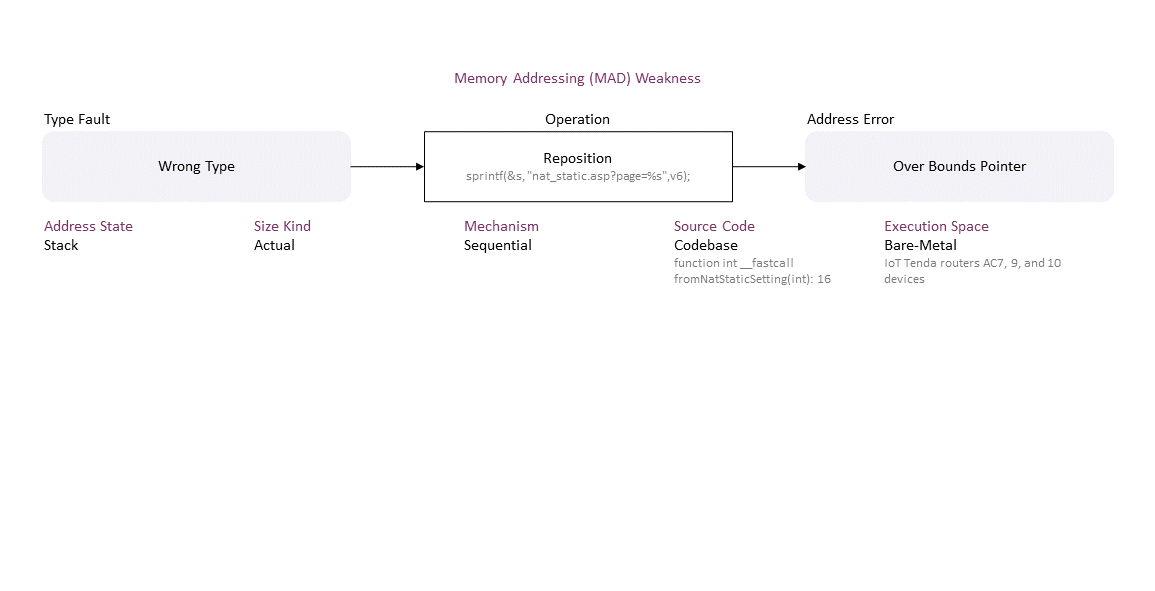 Memory Addressing (MAD) Weakness
Type Fault
Operation
Address Error
Wrong Type
Reposition
sprintf(&s,"nat_static.asp?page=%s",v6);
Over Bounds Pointer
Address State
Stack
Size Kind
Actual
Mechanism
Sequential
Source Code
Codebase
function int __fastcall
fromNatStaticSetting(int): 16
Execution Space
Bare-Metal
IoT Tenda routers AC7, 9, and 10
devices